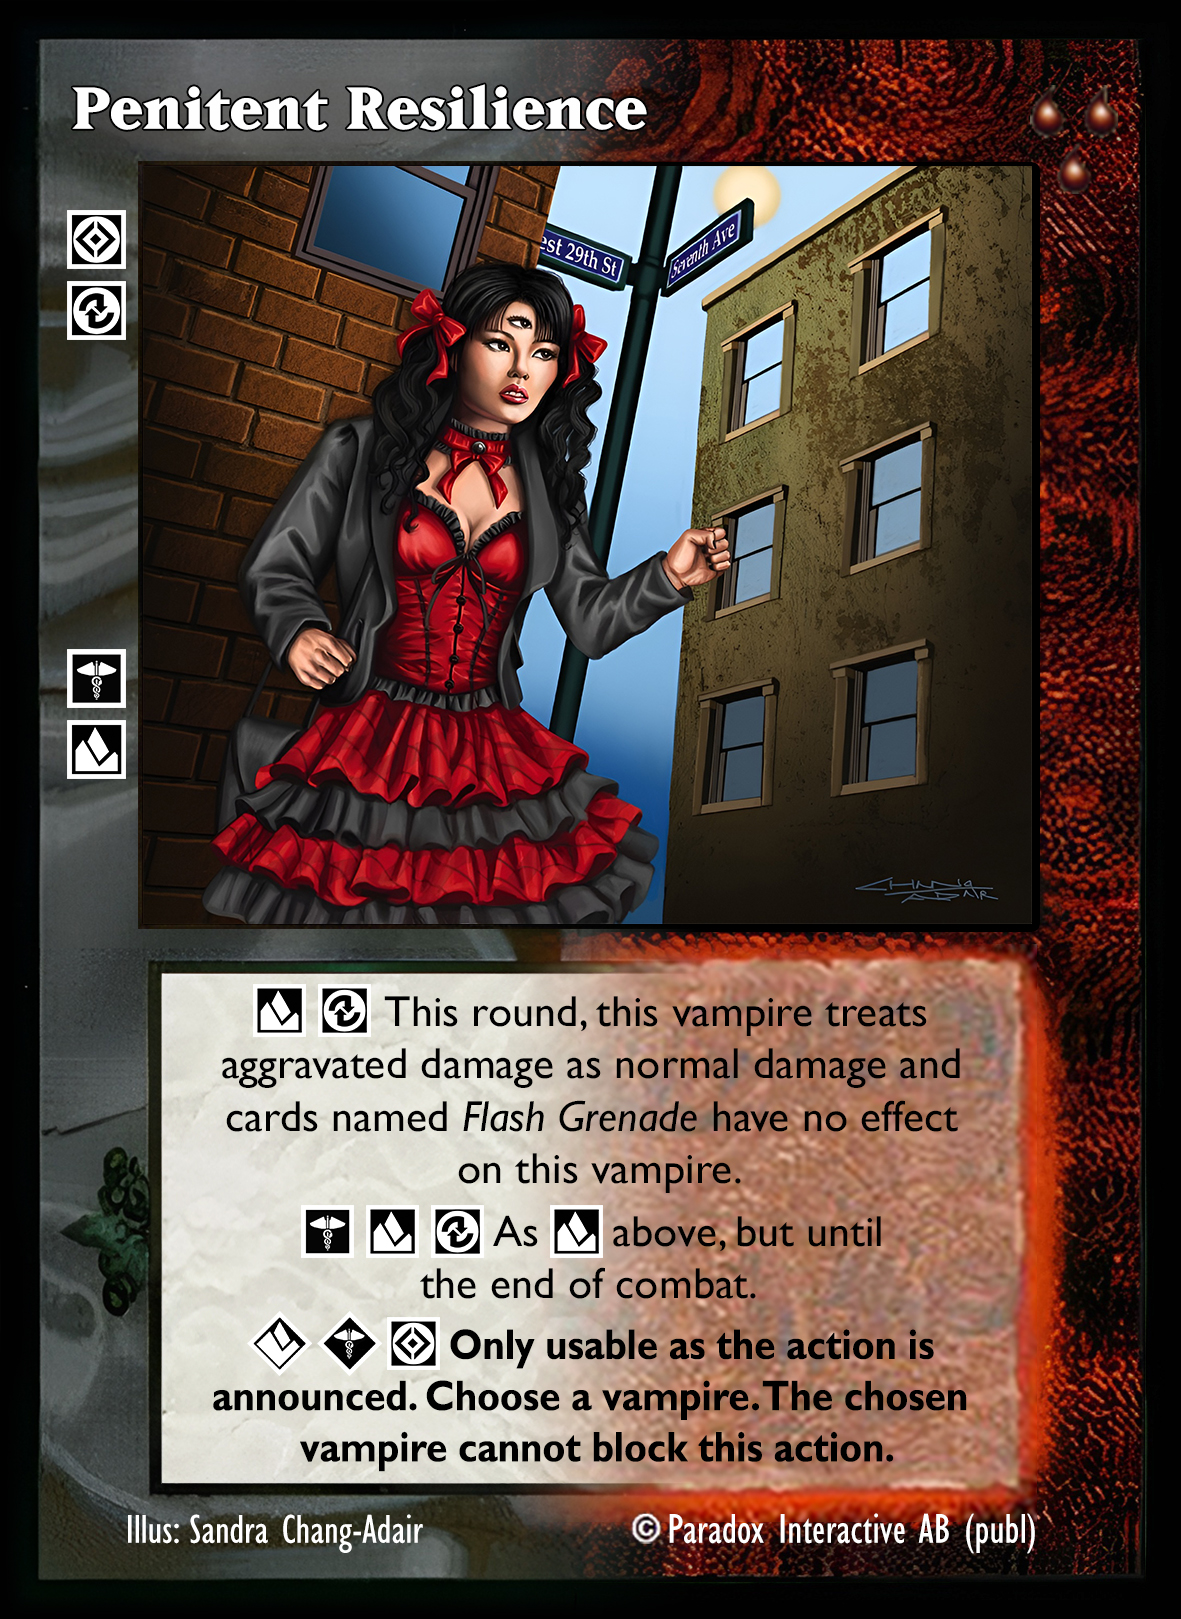 Penitent Resilience
est 29th St
Seventh Ave
CHANG
ADAIR
This round, this vampire treats
aggravated damage as normal damage and
cards named Flash Grenade have no effect
on this vampire.
As above, but until
the end of combat.
Only usable as the action is
announced. Choose a vampire. The chosen
vampire cannot block this action.
Illus: Sandra Chang-Adair
© Paradox Interactive AB (publ)